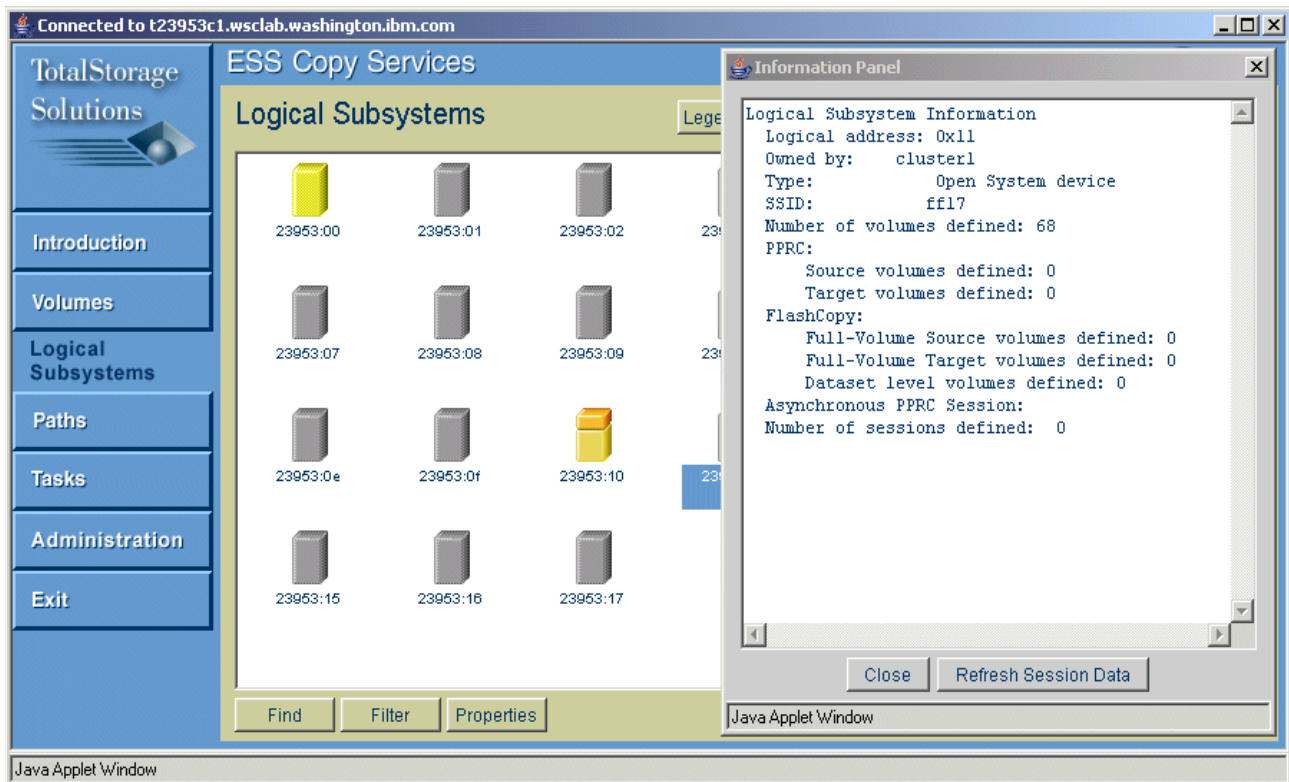 Connected to t23953c1.wsclab.washington.ibm.com
TotalStorage
Solutions
Introduction
Volumes
Logical
Subsystems
Paths
Tasks
Administration
Exit
ESS Copy Services
Logical Subsystems
Lege
23953:00 23953:01 23953:02 239
23953:07 23953:08 23953:09 239
23953:0e 23953:0f 23953:10 239
23953:15 23953:16 23953:17
Find Filter Properties
Information Panel
Logical Subsystem Information
Logical address: 0x11
Owned by: cluster1
Type: Open System device
SSID: ff17
Number of volumes defined: 68
PPRC:
Source volumes defined: 0
Target volumes defined: 0
FlashCopy:
Full-Volume Source volumes defined: 0
Full-Volume Target volumes defined: 0
Dataset level volumes defined: 0
Asynchronous PPRC Session:
Number of sessions defined: 0
Close Refresh Session Data
Java Applet Window
Java Applet Window